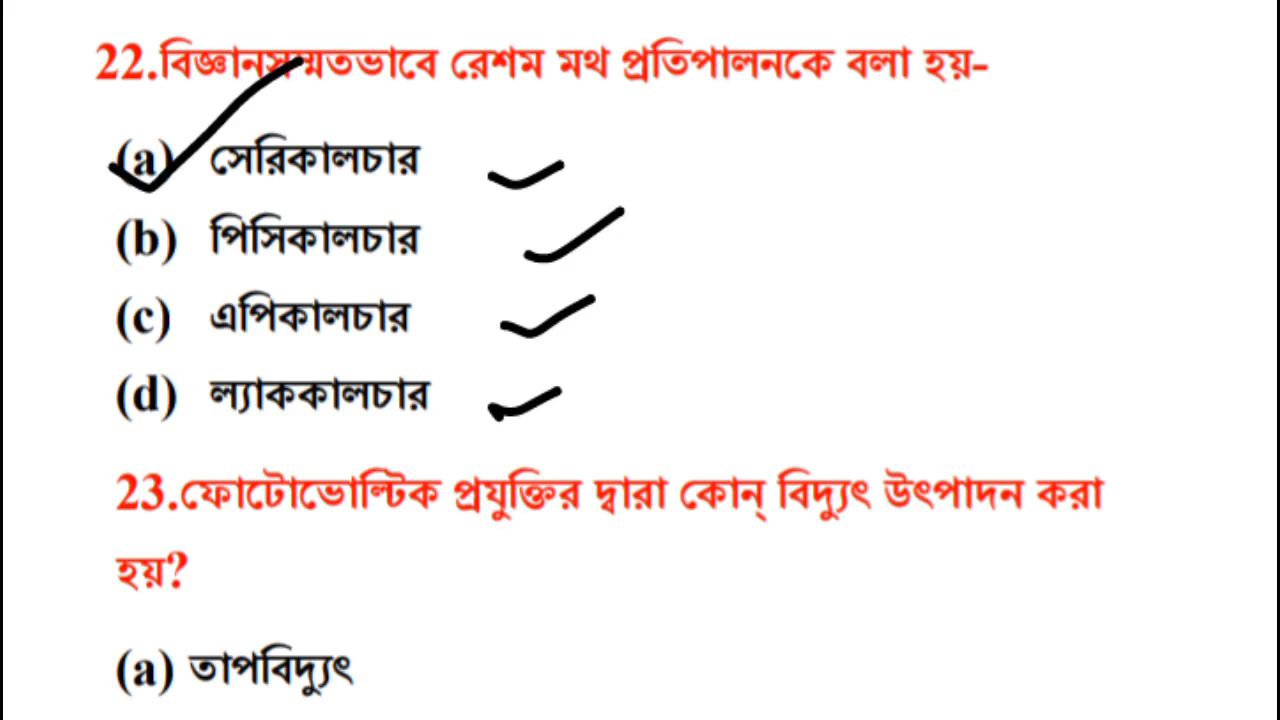 22.বিজ্ঞানসম্মতভাবে রেশম মথ প্রতিপালনকে বলা হয়-
(a) সেরিকালচার
(b) পিসিকালচার
(c) এপিকালচার
(d) ল্যাককালচার
23.ফোটোভোল্টিক প্রযুক্তির দ্বারা কোন্ বিদ্যুৎ উৎপাদন করা
হয়?
(a) তাপবিদ্যুৎ